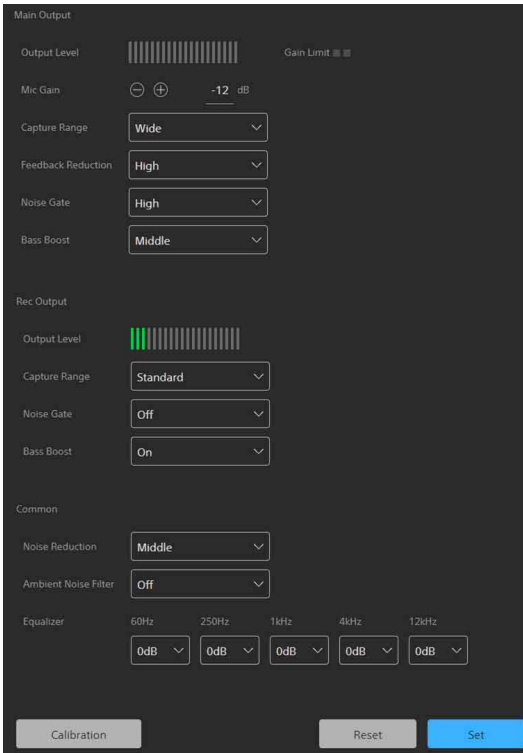 Main Output
Output Level Gain Limit
Mic Gain -12 dB
Capture Range Wide
Feedback Reduction High
Noise Gate High
Bass Boost Middle
Rec Output
Output Level
Capture Range Standard
Noise Gate Off
Bass Boost On
Common
Noise Reduction Middle
Ambient Noise Filter Off
Equalizer 60Hz 250Hz 1kHz 4kHz 12kHz
0dB 0dB 0dB 0dB 0dB
Calibration Reset Set